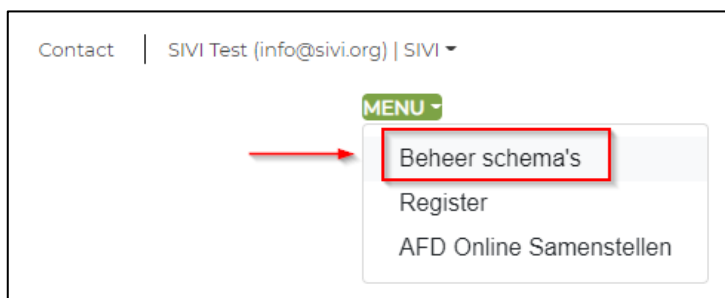 Contact | SIVI Test (info@sivi.org) | SIVI
MENU
Beheer schema's
Register
AFD Online Samenstellen